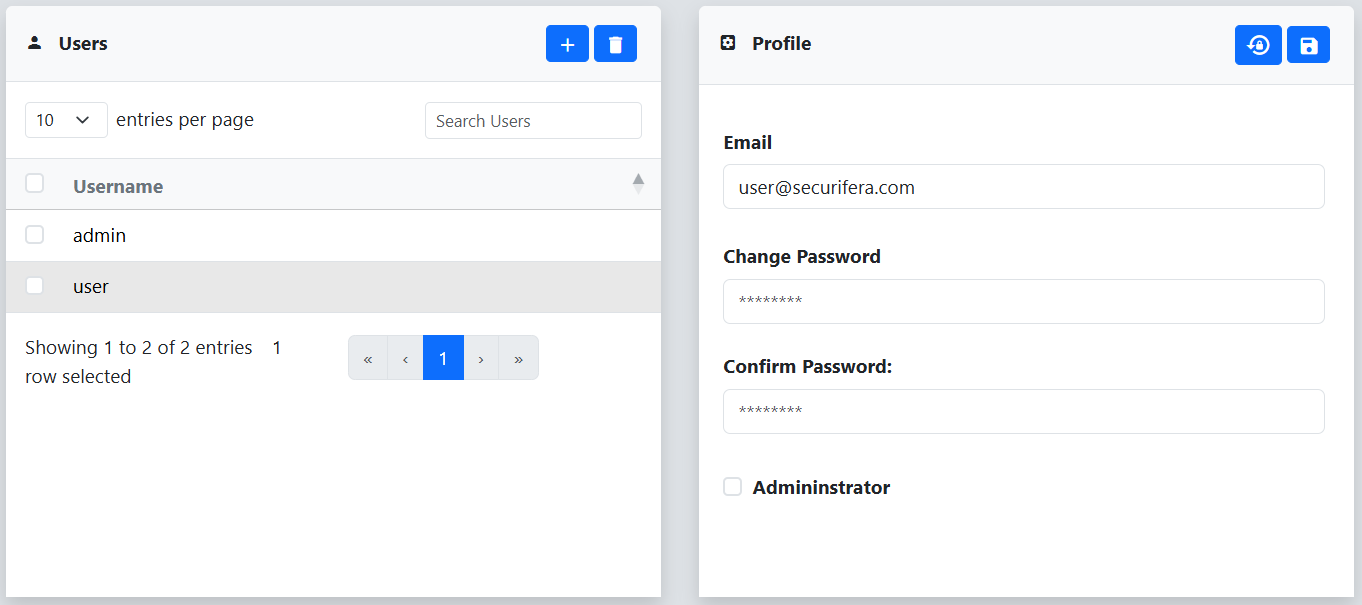 Users
10 entries per page
Search Users
Username
admin
user
Showing 1 to 2 of 2 entries 1
row selected
« ‹ 1 › »
Profile
Email
user@securifera.com
Change Password
********
Confirm Password:
********
Admininstrator